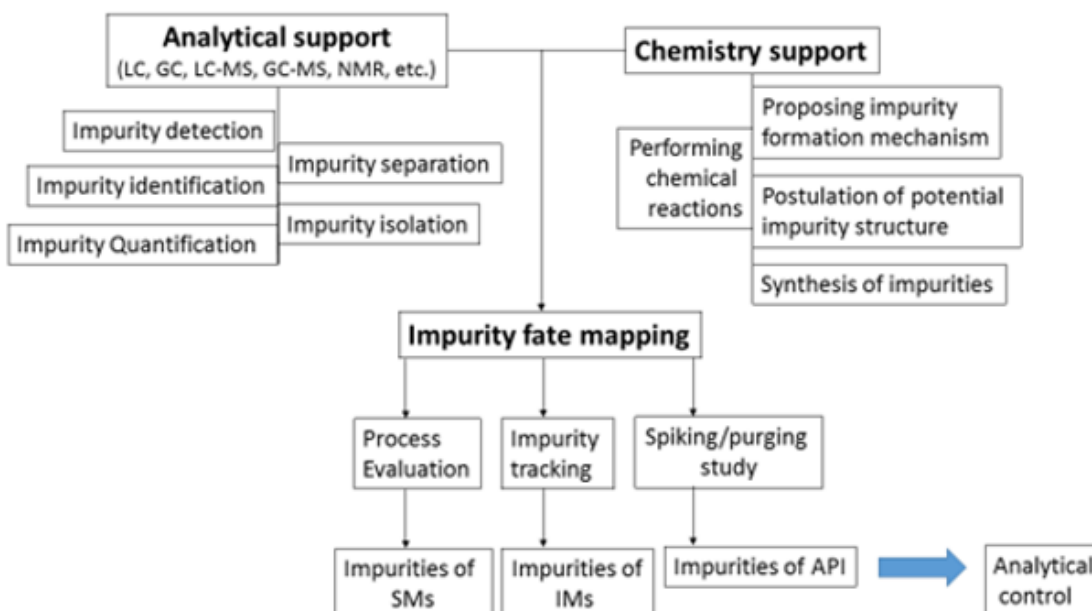 Analytical support
(LC, GC, LC-MS, GC-MS, NMR, etc.)
Impurity detection
Impurity separation
Impurity identification
Impurity isolation
Impurity Quantification
Chemistry support
Proposing impurity
formation mechanism
Performing
chemical
reactions
Postulation of potential
impurity structure
Synthesis of impurities
Impurity fate mapping
Process
Evaluation
Impurity
tracking
Spiking/purging
study
Impurities of
SMs
Impurities of
IMs
Impurities of API
Analytical
control